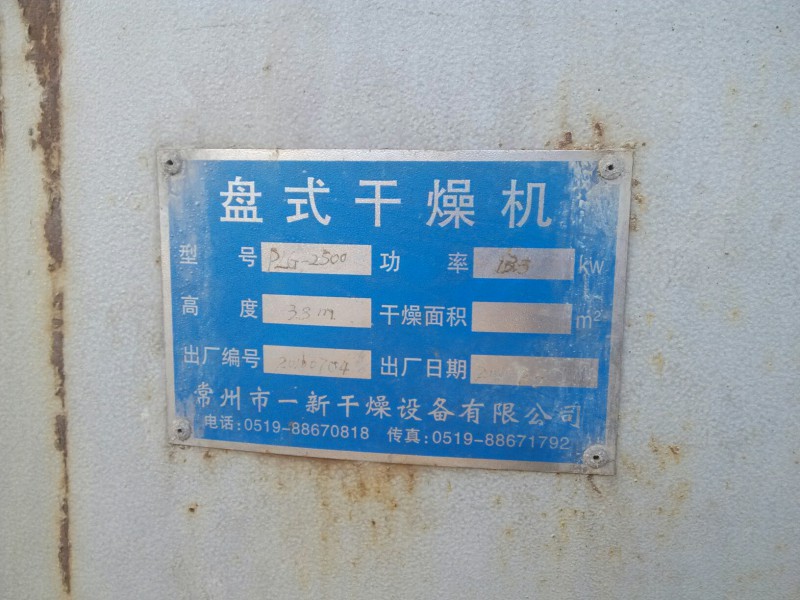 盘式干燥机
型号 PLG-2500 功率 kw
高度 3.8m 干燥面积 m²
出厂编号 出厂日期
常州市一新干燥设备有限公司
电话:0519-88670818 传真:0519-88671792